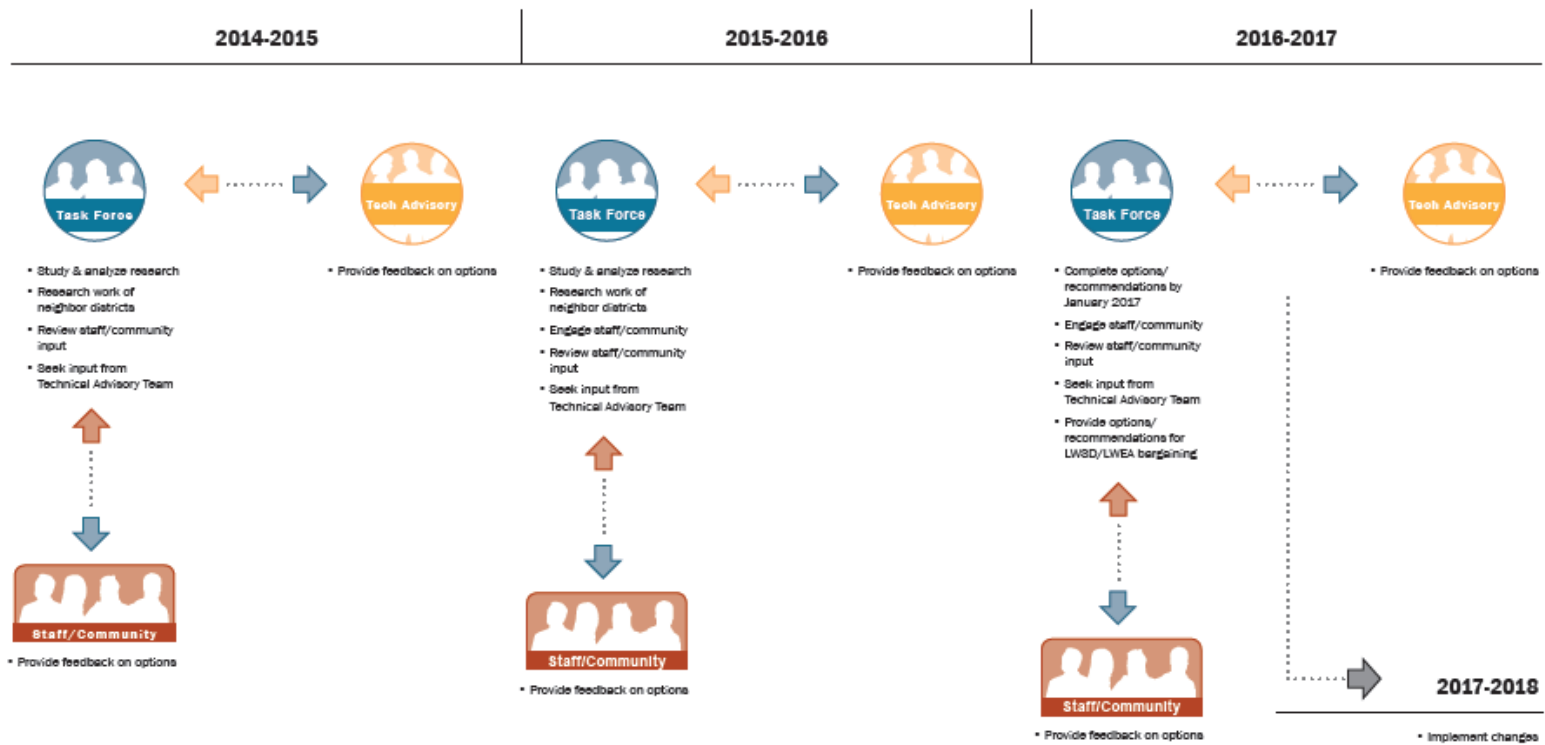 2014-2015
2015-2016
2016-2017
Task Force
Tech Advisory
▪ Study & analyze research
▪ Research work of
neighbor districts
▪ Review staff/community
input
▪ Seek input from
Technical Advisory Team
▪ Provide feedback on options
Staff/Community
▪ Provide feedback on options
Task Force
Tech Advisory
▪ Study & analyze research
▪ Research work of
neighbor districts
▪ Engage staff/community
▪ Review staff/community
input
▪ Seek input from
Technical Advisory Team
▪ Provide feedback on options
Staff/Community
▪ Provide feedback on options
Task Force
Tech Advisory
▪ Complete options/
recommendations by
January 2017
▪ Engage staff/community
▪ Review staff/community
input
▪ Seek input from
Technical Advisory Team
▪ Provide options/
recommendations for
LWSD/LWEA bargaining
▪ Provide feedback on options
Staff/Community
▪ Provide feedback on options
2017-2018
▪ Implement changes